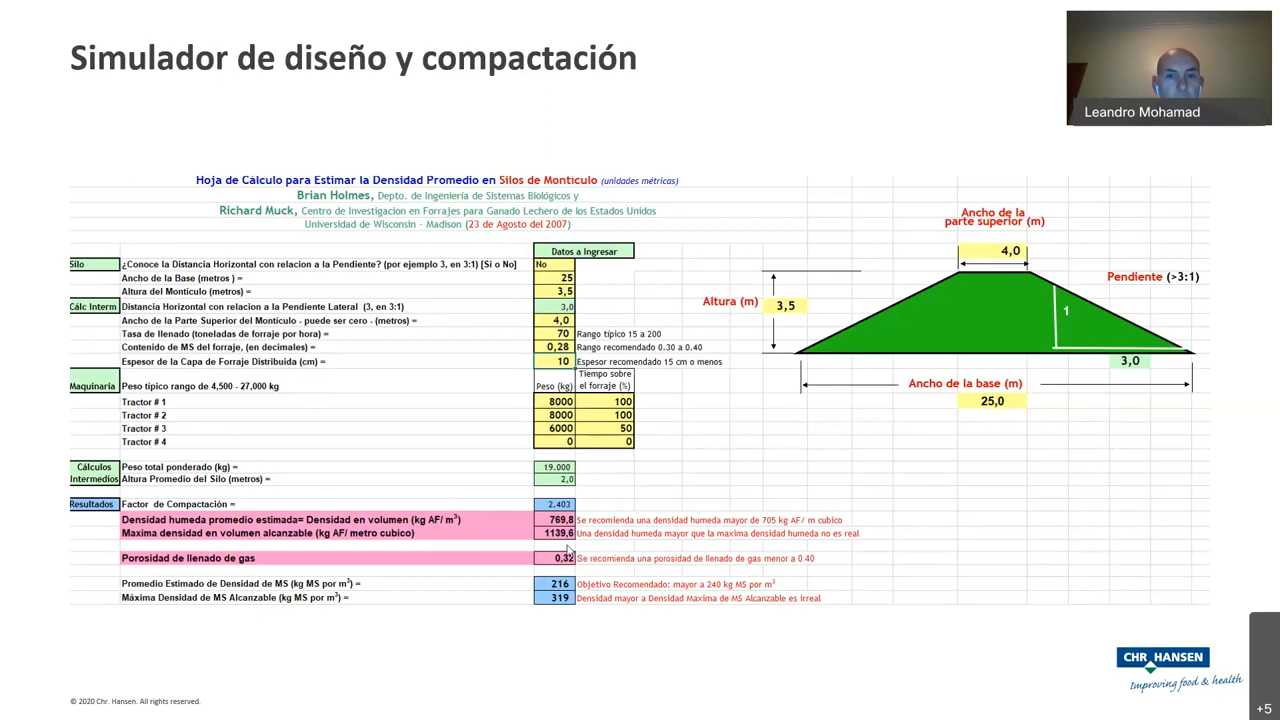 Simulador de diseño y compactación
Leandro Mohamad
Hoja de Cálculo para Estimar la Densidad Promedio en Silos de Montículo (unidades métricas)
Brian Holmes, Depto. de Ingeniería de Sistemas Biológicos y
Richard Muck, Centro de Investigacion en Forrajes para Ganado Lechero de los Estados Unidos
Universidad de Wisconsin - Madison (23 de Agosto del 2007)
Datos a Ingresar
Silo ¿Conoce la Distancia Horizontal con relacion a la Pendiente? (por ejemplo 3, en 3:1) [Si o No] No
Ancho de la Base (metros ) = 25
Altura del Montículo (metros) = 3,5
Cálc Interm Distancia Horizontal con relacion a la Pendiente Lateral (3, en 3:1) 3,0
Ancho de la Parte Superior del Montículo - puede ser cero - (metros) = 4,0
Tasa de llenado (toneladas de forraje por hora) = 70 Rango típico 15 a 200
Contenido de MS del forraje, (en decimales) = 0,28 Rango recomendado 0.30 a 0.40
Espesor de la Capa de Forraje Distribuida (cm) = 10 Espesor recomendado 15 cm o menos
Maquinaria Peso típico rango de 4,500 - 27,000 kg Peso (kg) Tiempo sobre
el forraje (%)
Tractor # 1 8000 100
Tractor # 2 8000 100
Tractor # 3 6000 50
Tractor # 4 0 0
Cálculos Peso total ponderado (kg) = 19.000
Intermedios Altura Promedio del Silo (metros) = 2,0
Resultados Factor de Compactación = 2.403
Densidad humeda promedio estimada= Densidad en volumen (kg AF/ m³) 769,8 Se recomienda una densidad humeda mayor de 705 kg AF/ m cubico
Maxima densidad en volumen alcanzable (kg AF/ metro cubico) 1139,6 Una densidad humeda mayor que la maxima densidad humeda no es real
Porosidad de llenado de gas 0,32 Se recomienda una porosidad de llenado de gas menor a 0.40
Promedio Estimado de Densidad de MS (kg MS por m³) = 216 Objetivo Recomendado: mayor a 240 kg MS por m³
Máxima Densidad de MS Alcanzable (kg MS por m³) = 319 Densidad mayor a Densidad Maxima de MS Alcanzable es irreal
Ancho de la
parte superior (m)
4,0
Pendiente (>3:1)
Altura (m) 3,5
1
3,0
Ancho de la base (m)
25,0
CHR HANSEN
Improving food & health
© 2020 Chr. Hansen. All rights reserved.
+5